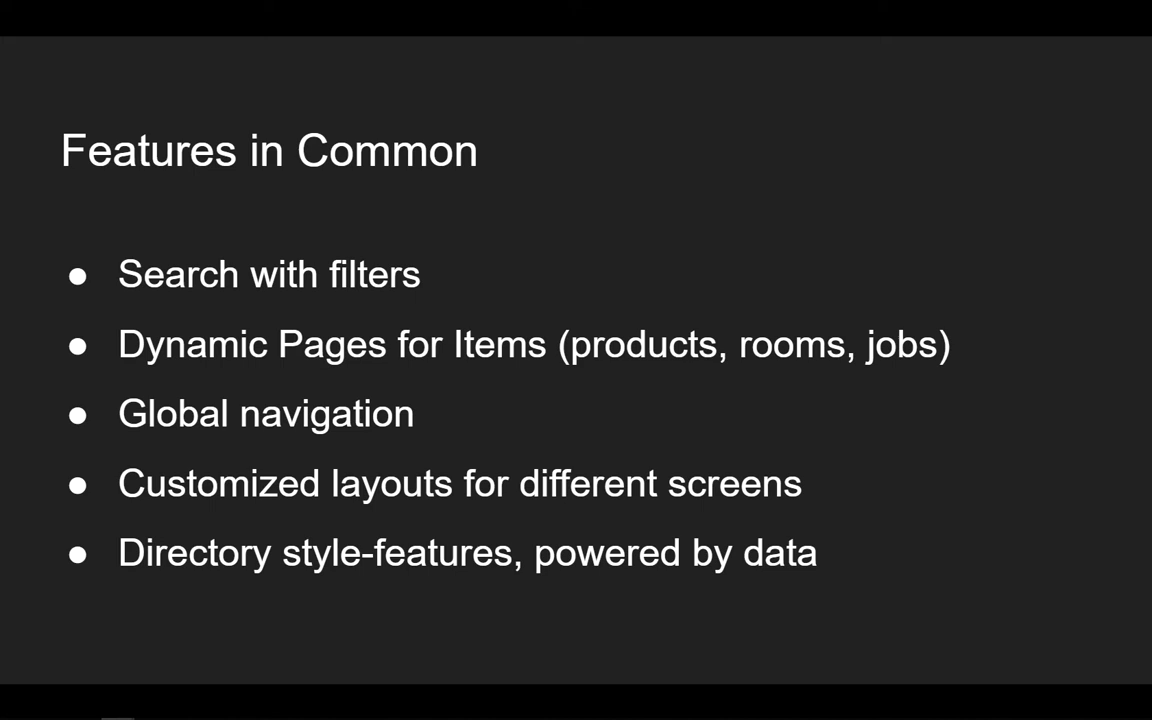 Features in Common
● Search with filters
● Dynamic Pages for Items (products, rooms, jobs)
● Global navigation
● Customized layouts for different screens
● Directory style-features, powered by data